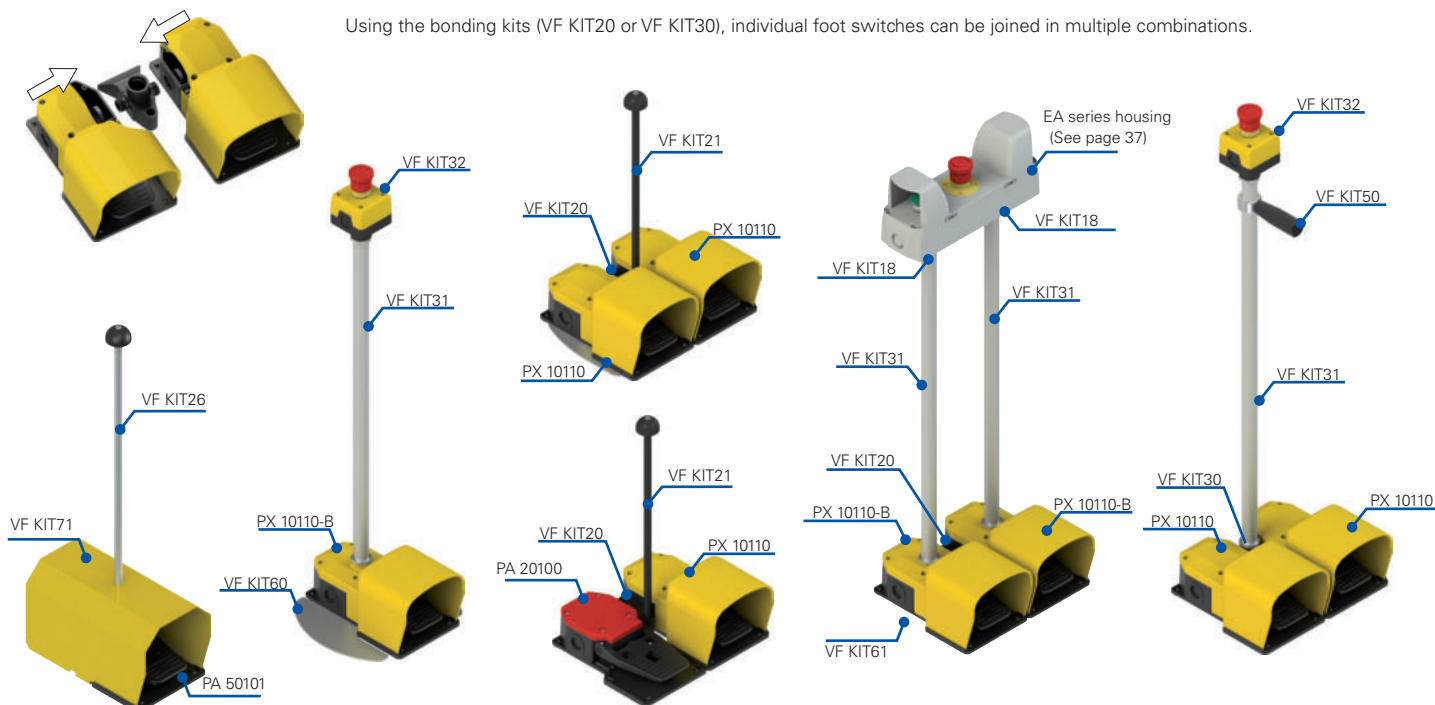 Using the bonding kits (VF KIT20 or VF KIT30), individual foot switches can be joined in multiple combinations.
VF KIT26
VF KIT71
PA 50101
VF KIT32
VF KIT31
PX 10110-B
VF KIT60
VF KIT21
VF KIT20
PX 10110
PX 10110
VF KIT21
VF KIT20
PX 10110
PA 20100
EA series housing
(See page 37)
VF KIT18
VF KIT18
VF KIT31
VF KIT31
VF KIT20
PX 10110-B
PX 10110-B
VF KIT61
VF KIT32
VF KIT50
VF KIT31
VF KIT30
PX 10110
PX 10110